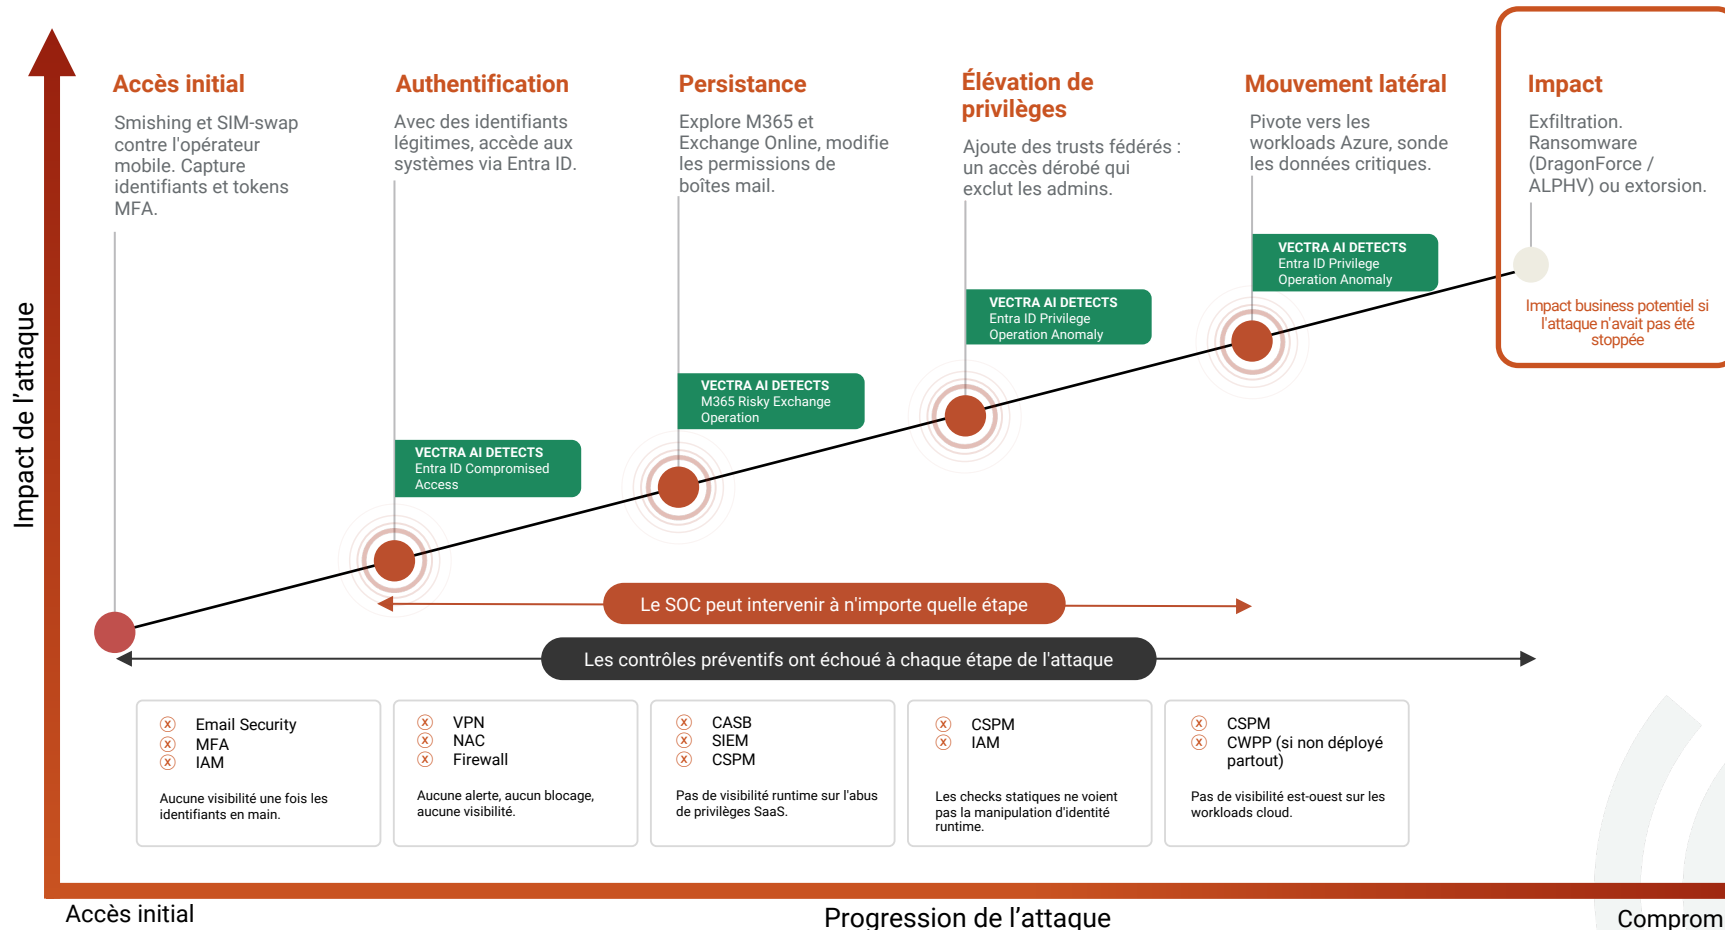 Accès initial
Smishing et SIM-swap
contre l'opérateur
mobile. Capture
identifiants et tokens
MFA.
Authentification
Avec des identifiants
légitimes, accède aux
systèmes via Entra ID.
Persistance
Explore M365 et
Exchange Online, modifie
les permissions de
boîtes mail.
Élévation de
privilèges
Ajoute des trusts fédérés :
un accès dérobé qui
exclut les admins.
Mouvement latéral
Pivote vers les
workloads Azure, sonde
les données critiques.
Impact
Exfiltration.
Ransomware
(DragonForce /
ALPHV) ou extorsion.
Impact business potentiel si
l'attaque n'avait pas été
stoppée
VECTRA AI DETECTS
Entra ID Privilege
Operation Anomaly
VECTRA AI DETECTS
Entra ID Privilege
Operation Anomaly
VECTRA AI DETECTS
M365 Risky Exchange
Operation
VECTRA AI DETECTS
Entra ID Compromised
Access
Impact de l'attaque
Le SOC peut intervenir à n'importe quelle étape
Les contrôles préventifs ont échoué à chaque étape de l'attaque
x Email Security
x MFA
x IAM
Aucune visibilité une fois les
identifiants en main.
x VPN
x NAC
x Firewall
Aucune alerte, aucun blocage,
aucune visibilité.
x CASB
x SIEM
x CSPM
Pas de visibilité runtime sur l'abus
de privilèges SaaS.
x CSPM
x IAM
Les checks statiques ne voient
pas la manipulation d'identité
runtime.
x CSPM
x CWPP (si non déployé
partout)
Pas de visibilité est-ouest sur les
workloads cloud.
Accès initial
Progression de l'attaque
Comprom